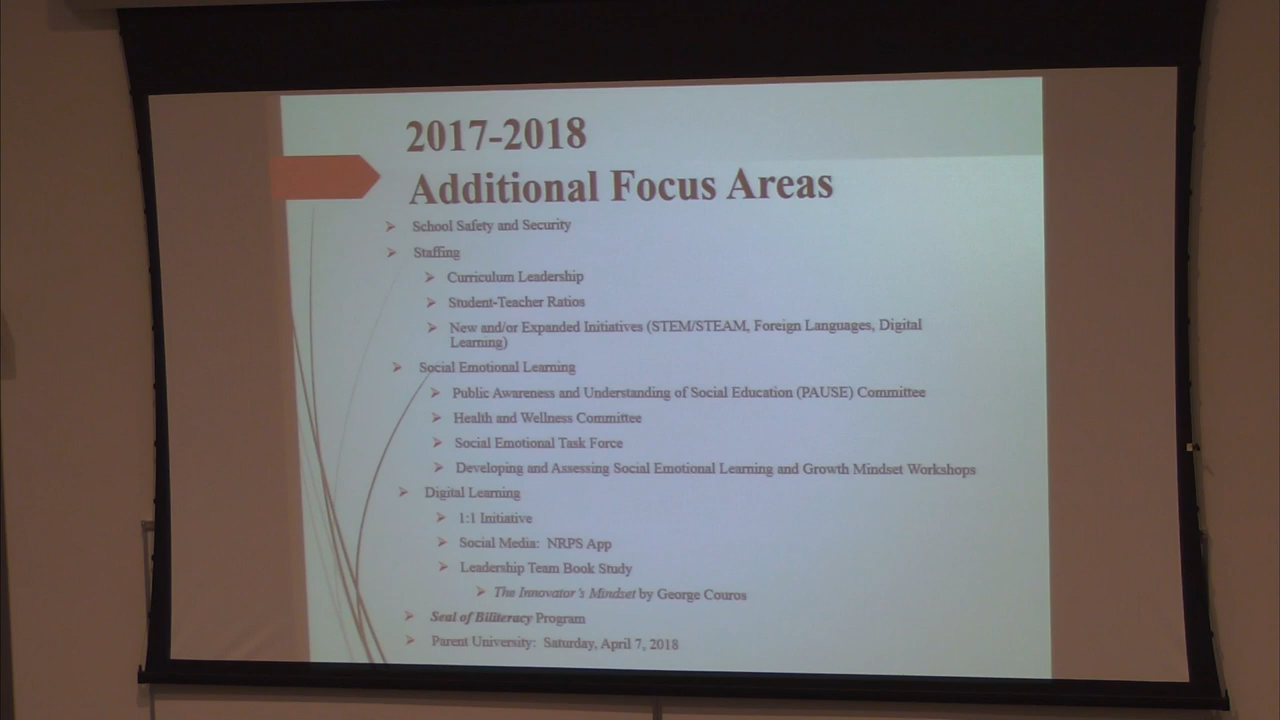 2017-2018
Additional Focus Areas
School Safety and Security
Staffing
Curriculum Leadership
Student-Teacher Ratios
New and/or Expanded Initiatives (STEM/STEAM, Foreign Languages, Digital
Learning)
Social Emotional Learning
Public Awareness and Understanding of Social Education (PAUSE) Committee
Health and Wellness Committee
Social Emotional Task Force
Developing and Assessing Social Emotional Learning and Growth Mindset Workshops
Digital Learning
1:1 Initiative
Social Media: NRPS App
Leadership Team Book Study
The Innovator's Mindset by George Couros
Seal of Biliteracy Program
Parent University: Saturday, April 7, 2018